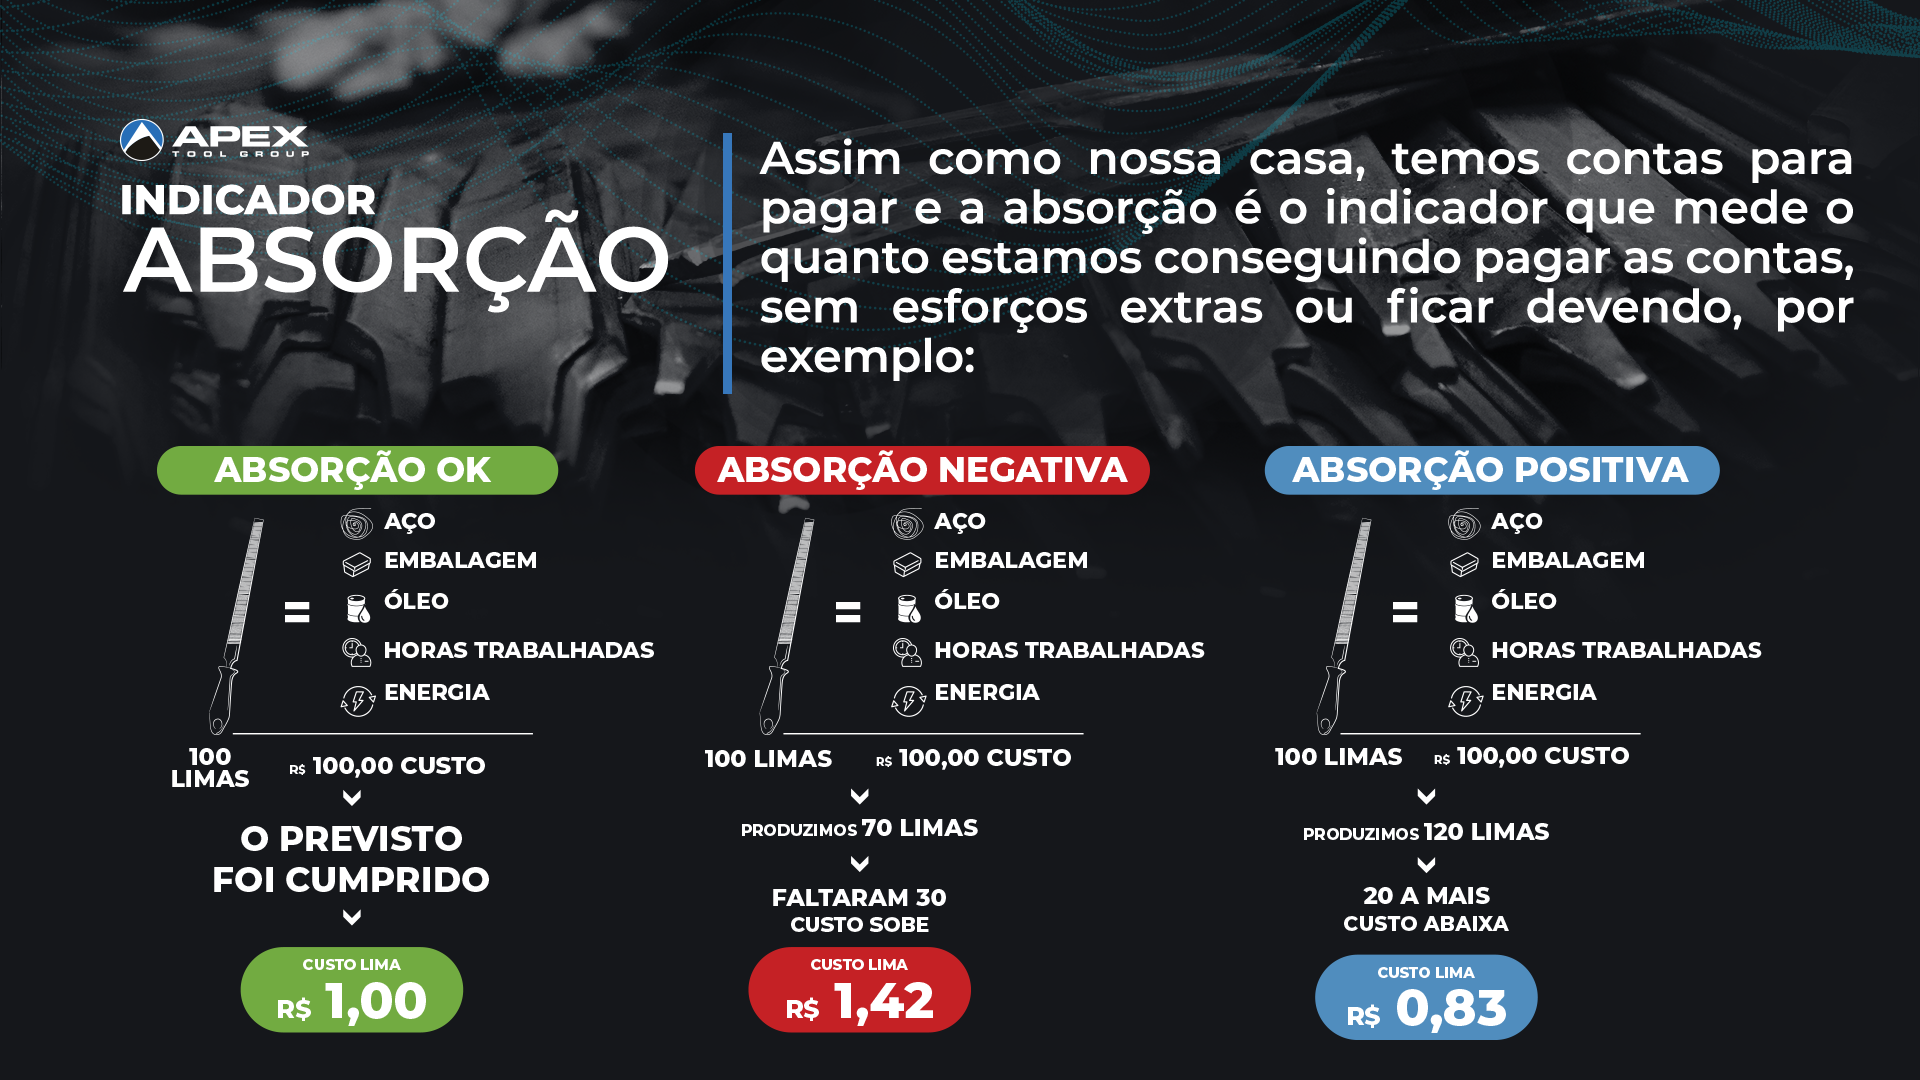 APEX
TOOL GROUP
INDICADOR
ABSORÇÃO
Assim como nossa casa, temos contas para
pagar e a absorção é o indicador que mede o
quanto estamos conseguindo pagar as contas,
sem esforços extras ou ficar devendo, por
exemplo:
ABSORÇÃO OK
AÇO
EMBALAGEM
ÓLEO
=
HORAS TRABALHADAS
ENERGIA
100
LIMAS
R$ 100,00 CUSTO
O PREVISTO
FOI CUMPRIDO
CUSTO LIMA
R$ 1,00
ABSORÇÃO NEGATIVA
AÇO
EMBALAGEM
ÓLEO
=
HORAS TRABALHADAS
ENERGIA
100 LIMAS
R$ 100,00 CUSTO
PRODUZIMOS 70 LIMAS
FALTARAM 30
CUSTO SOBE
CUSTO LIMA
R$ 1,42
ABSORÇÃO POSITIVA
AÇO
EMBALAGEM
ÓLEO
=
HORAS TRABALHADAS
ENERGIA
100 LIMAS
R$ 100,00 CUSTO
PRODUZIMOS 120 LIMAS
20 A MAIS
CUSTO ABAIXA
CUSTO LIMA
R$ 0,83